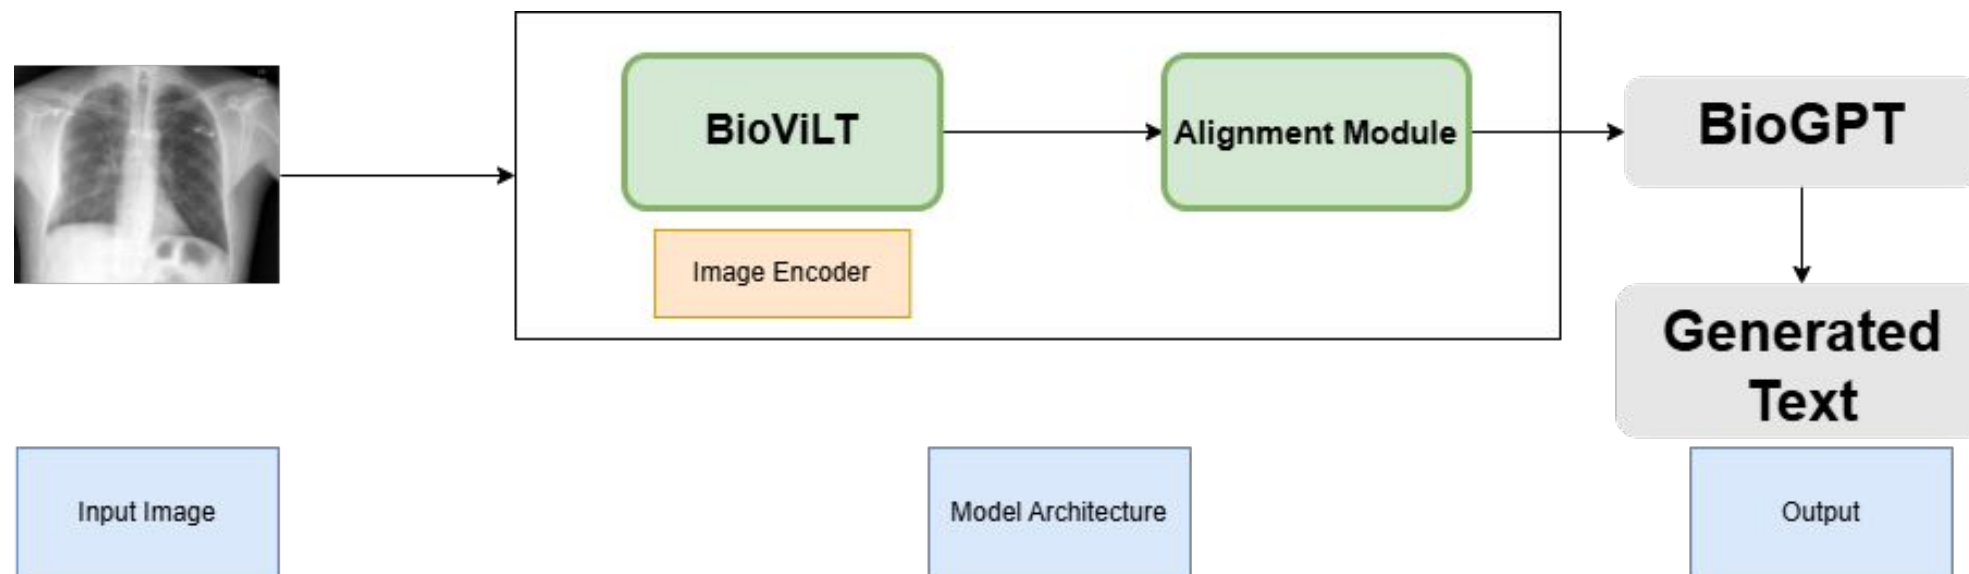 BioViLT
Alignment Module
BioGPT
Image Encoder
Generated
Text
Input Image
Model Architecture
Output